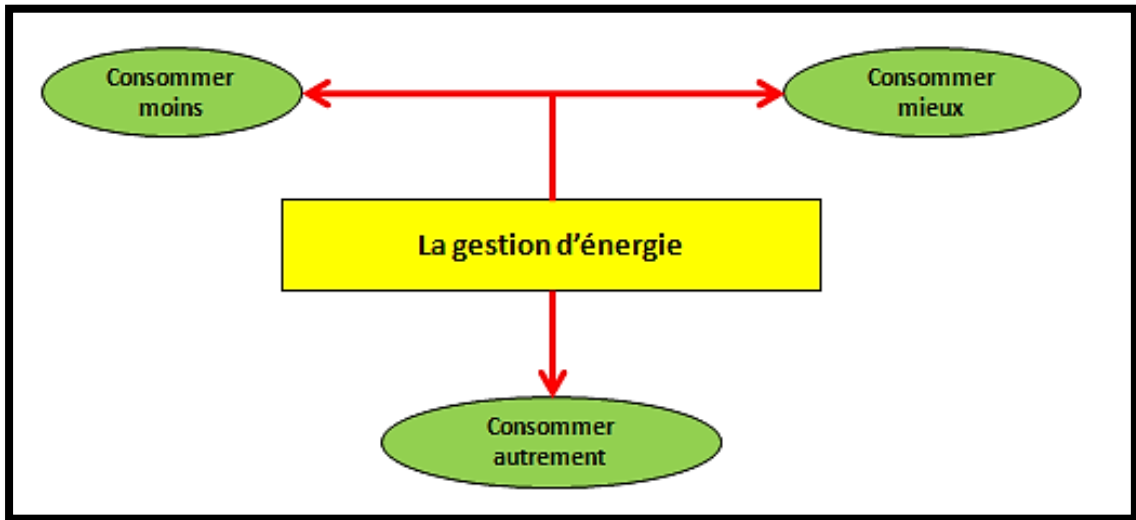 Consommer
moins
Consommer
mieux
La gestion d'énergie
Consommer
autrement